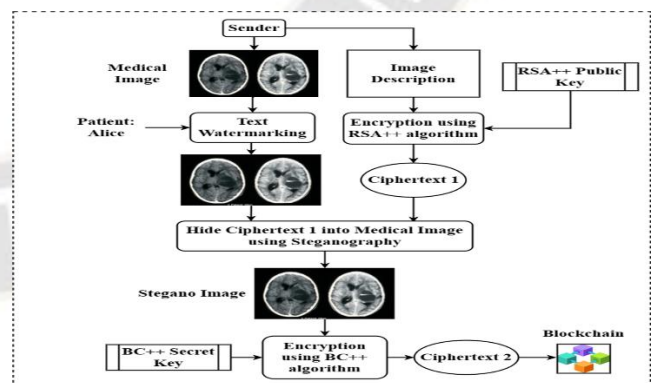 Sender
Medical
Image
Image
Description
RSA++ Public
Key
Patient:
Alice
Text
Watermarking
Encryption using
RSA++ algorithm
Ciphertext 1
Hide Ciphertext 1 into Medical Image
using Steganography
Stegano Image
BC++ Secret
Key
Encryption
using BC++
algorithm
Ciphertext 2
Blockchain